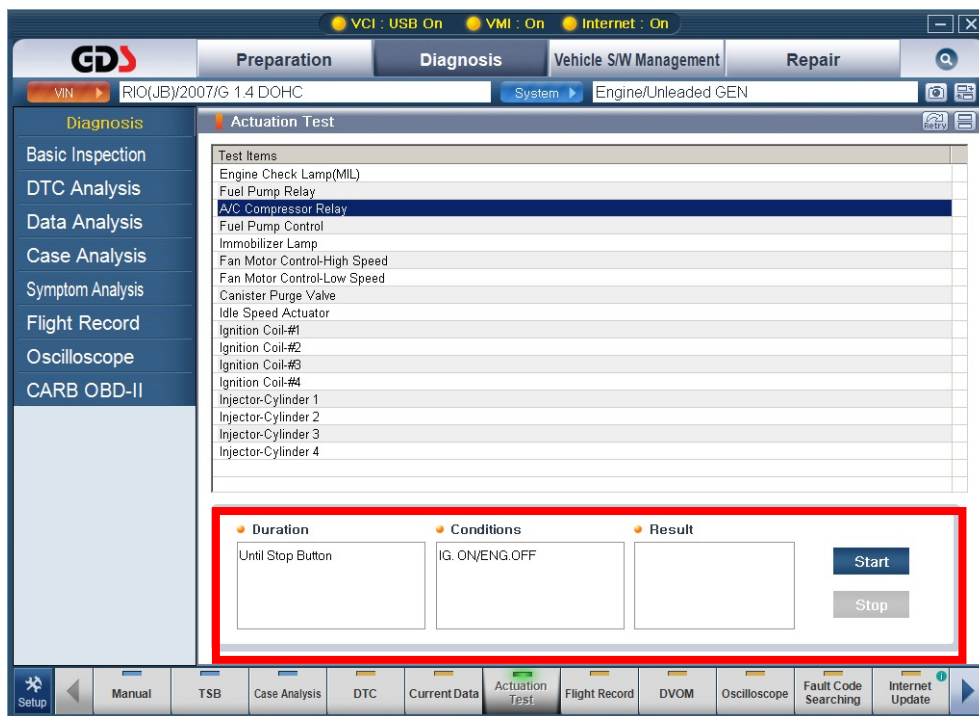 VCI : USB On VMI : On Internet : On
GDS Preparation Diagnosis Vehicle S/W Management Repair
VIN RIO(JB)/2007/G 1.4 DOHC System Engine/Unleaded GEN
Diagnosis
Basic Inspection
DTC Analysis
Data Analysis
Case Analysis
Symptom Analysis
Flight Record
Oscilloscope
CARB OBD-II
Actuation Test
Retry
Test Items
Engine Check Lamp(MIL)
Fuel Pump Relay
A/C Compressor Relay
Fuel Pump Control
Immobilizer Lamp
Fan Motor Control-High Speed
Fan Motor Control-Low Speed
Canister Purge Valve
Idle Speed Actuator
Ignition Coil-#1
Ignition Coil-#2
Ignition Coil-#3
Ignition Coil-#4
Injector-Cylinder 1
Injector-Cylinder 2
Injector-Cylinder 3
Injector-Cylinder 4
Duration
Until Stop Button
Conditions
IG. ON/ENG.OFF
Result
Start
Stop
Setup
Manual
TSB
Case Analysis
DTC
Current Data
Actuation
Test
Flight Record
DVOM
Oscilloscope
Fault Code
Searching
Internet
Update